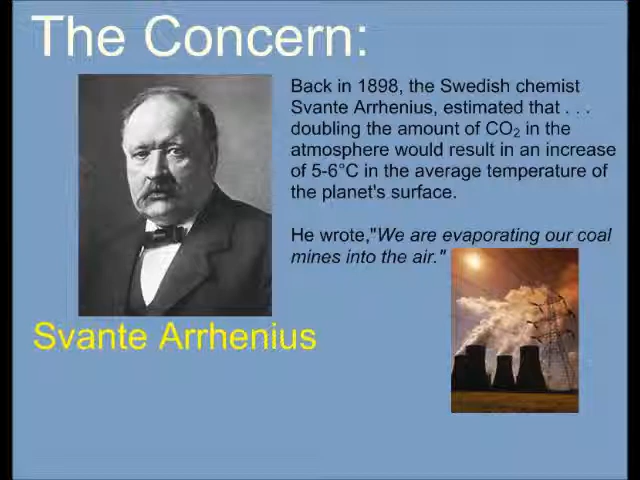 The Concern:
Back in 1898, the Swedish chemist
Svante Arrhenius, estimated that . . .
doubling the amount of CO₂ in the
atmosphere would result in an increase
of 5-6°C in the average temperature of
the planet's surface.
He wrote,"We are evaporating our coal
mines into the air."
Svante Arrhenius